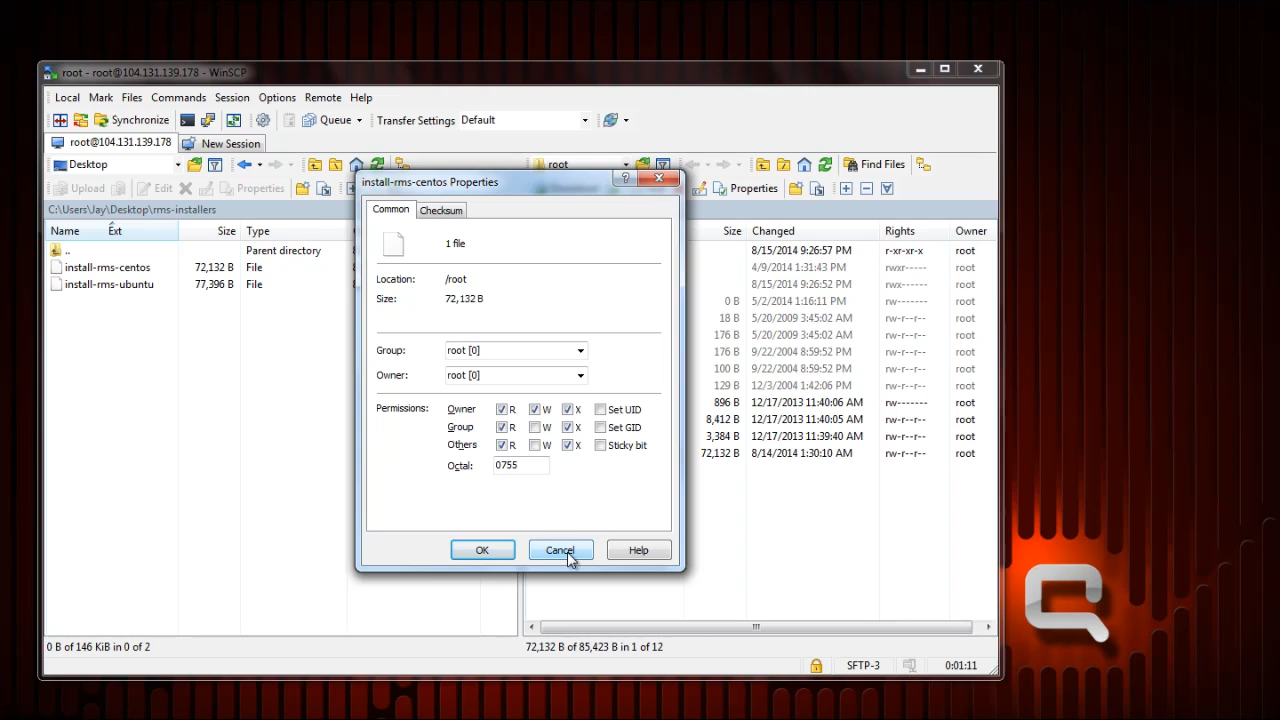 root - root@104.131.139.178 - WinSCP
Local Mark Files Commands Session Options Remote Help
Synchronize Queue Transfer Settings Default
root@104.131.139.178 New Session
Desktop root Find Files
Upload Edit Properties Properties
C:\Users\Jay\Desktop\rms-installers
Name Ext Size Type Size Changed Rights Owner
.. Parent directory 8/15/2014 9:26:57 PM r-xr-xr-x root
install-rms-centos 72,132 B File 4/9/2014 1:31:43 PM rwxr----- root
install-rms-ubuntu 77,396 B File 8/15/2014 9:26:52 PM rwx------ root
0 B 5/2/2014 1:16:11 PM rw-r--r-- root
18 B 5/20/2009 3:45:02 AM rw-r--r-- root
176 B 5/20/2009 3:45:02 AM rw-r--r-- root
176 B 9/22/2004 8:59:52 PM rw-r--r-- root
100 B 9/22/2004 8:59:52 PM rw-r--r-- root
129 B 12/3/2004 1:42:06 PM rw-r--r-- root
896 B 12/17/2013 11:40:06 AM rw------- root
8,412 B 12/17/2013 11:40:05 AM rw-r--r-- root
3,384 B 12/17/2013 11:39:40 AM rw-r--r-- root
72,132 B 8/14/2014 1:30:10 AM rw-r--r-- root
install-rms-centos Properties
Common Checksum
1 file
Location: /root
Size: 72,132 B
Group: root [0]
Owner: root [0]
Permissions: Owner R W X Set UID
Group R W X Set GID
Others R W X Sticky bit
Octal: 0755
OK Cancel Help
0 B of 146 KiB in 0 of 2 72,132 B of 85,423 B in 1 of 12
SFTP-3 0:01:11